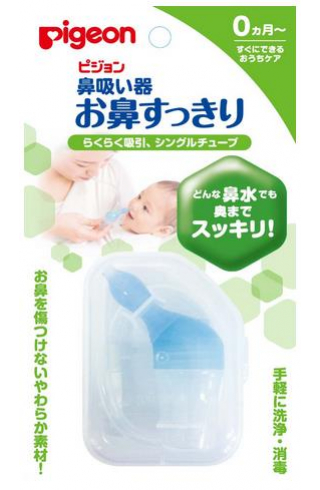 Pigeon
0ヵ月～
すぐにできる
おうちケア
ピジョン
鼻吸い器
お鼻すっきり
らくらく吸引、シングルチューブ
どんな鼻水でも
奥まで
スッキリ!
お鼻を傷つけないやわらか素材!
手軽に洗浄・消毒